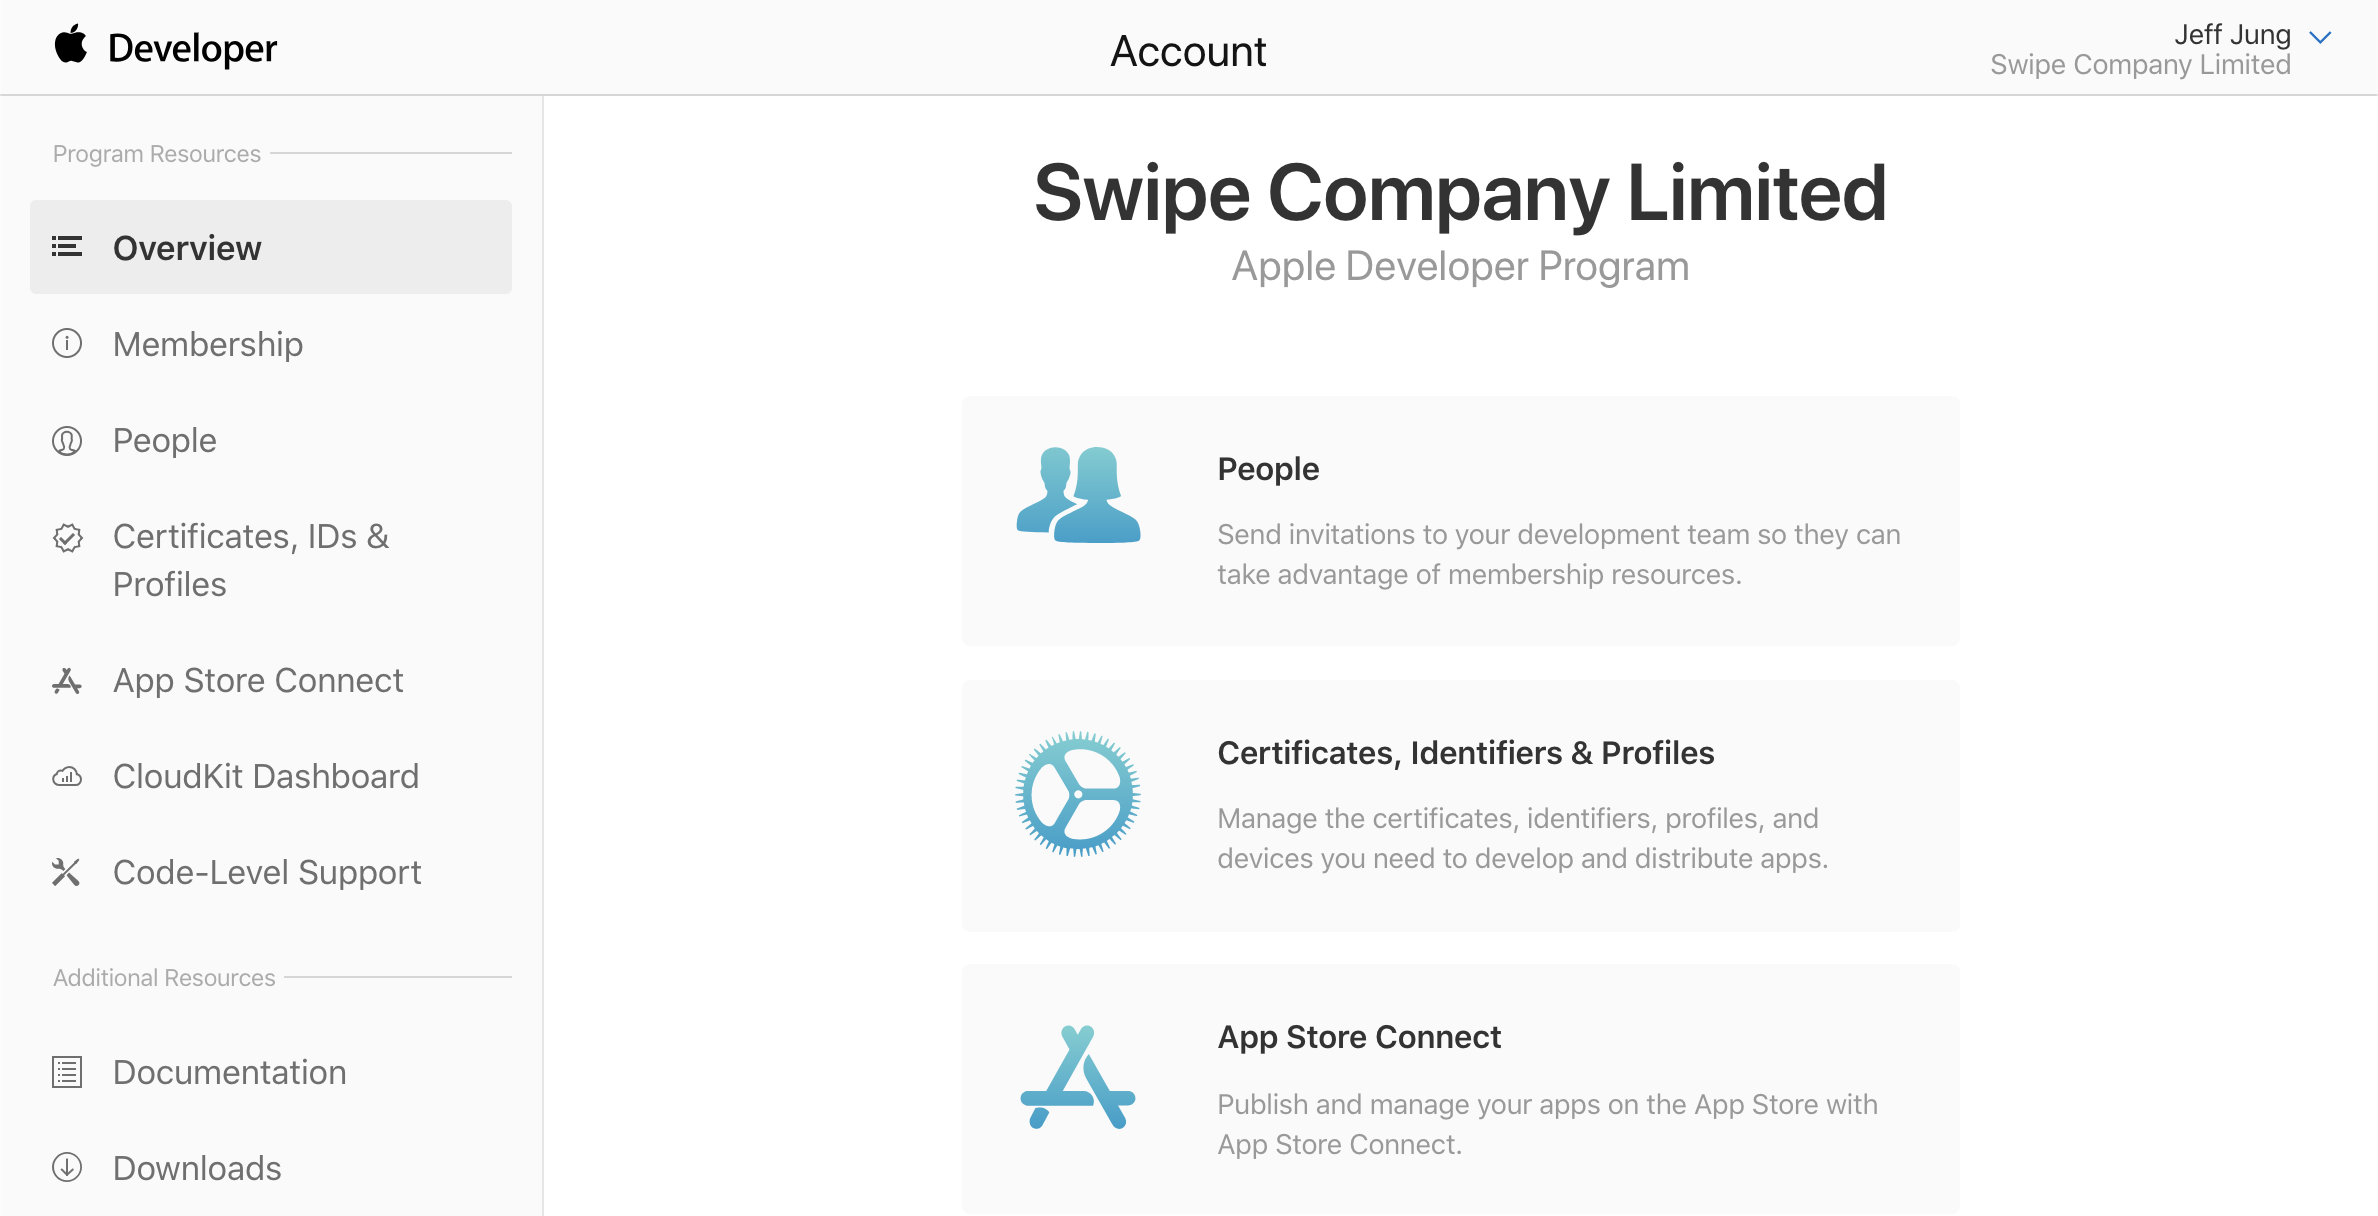 Developer
Account
Jeff Jung
Swipe Company Limited
Program Resources
Overview
Membership
People
Certificates, IDs &
Profiles
App Store Connect
CloudKit Dashboard
Code-Level Support
Additional Resources
Documentation
Downloads
Swipe Company Limited
Apple Developer Program
People
Send invitations to your development team so they can
take advantage of membership resources.
Certificates, Identifiers & Profiles
Manage the certificates, identifiers, profiles, and
devices you need to develop and distribute apps.
App Store Connect
Publish and manage your apps on the App Store with
App Store Connect.